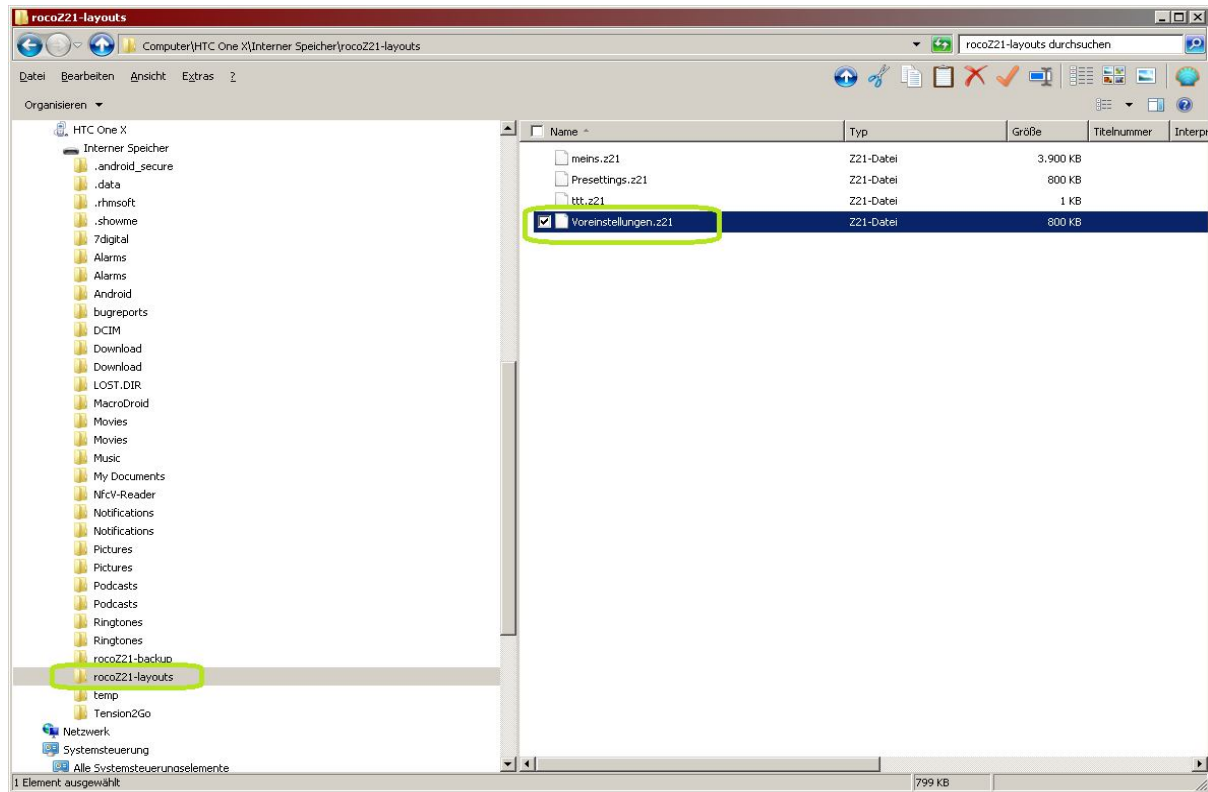 rocoZ21-layouts
Computer\HTC One X\Interner Speicher\rocoZ21-layouts
rocoZ21-layouts durchsuchen
Datei Bearbeiten Ansicht Extras ?
Organisieren
HTC One X
Interner Speicher
.android_secure
.data
.rhmsoft
.showme
7digital
Alarms
Alarms
Android
bugreports
DCIM
Download
Download
LOST.DIR
MacroDroid
Movies
Movies
Music
My Documents
NfcV-Reader
Notifications
Notifications
Pictures
Pictures
Podcasts
Podcasts
Ringtones
Ringtones
rocoZ21-backup
rocoZ21-layouts
temp
Tension2Go
Netzwerk
Systemsteuerung
Alle Systemsteuerungselemente
Name Typ Größe Titelnummer Interpr
meins.z21 Z21-Datei 3.900 KB
Presettings.z21 Z21-Datei 800 KB
ttt.z21 Z21-Datei 1 KB
Voreinstellungen.z21 Z21-Datei 800 KB
1 Element ausgewählt 799 KB